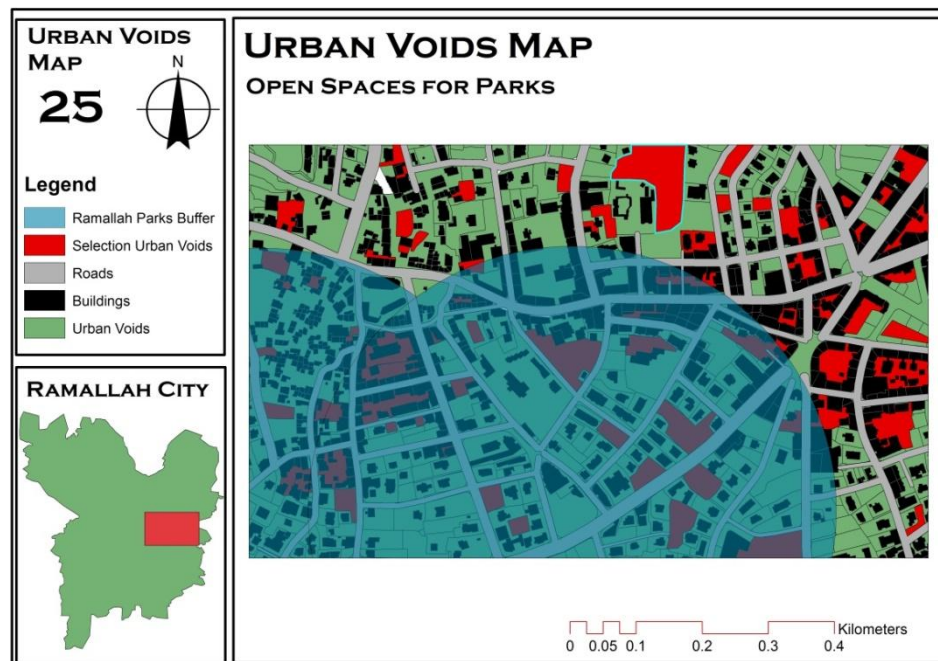 URBAN VOIDS
MAP
25
N
Legend
Ramallah Parks Buffer
Selection Urban Voids
Roads
Buildings
Urban Voids
RAMALLAH CITY
URBAN VOIDS MAP
OPEN SPACES FOR PARKS
Kilometers
0 0.05 0.1 0.2 0.3 0.4